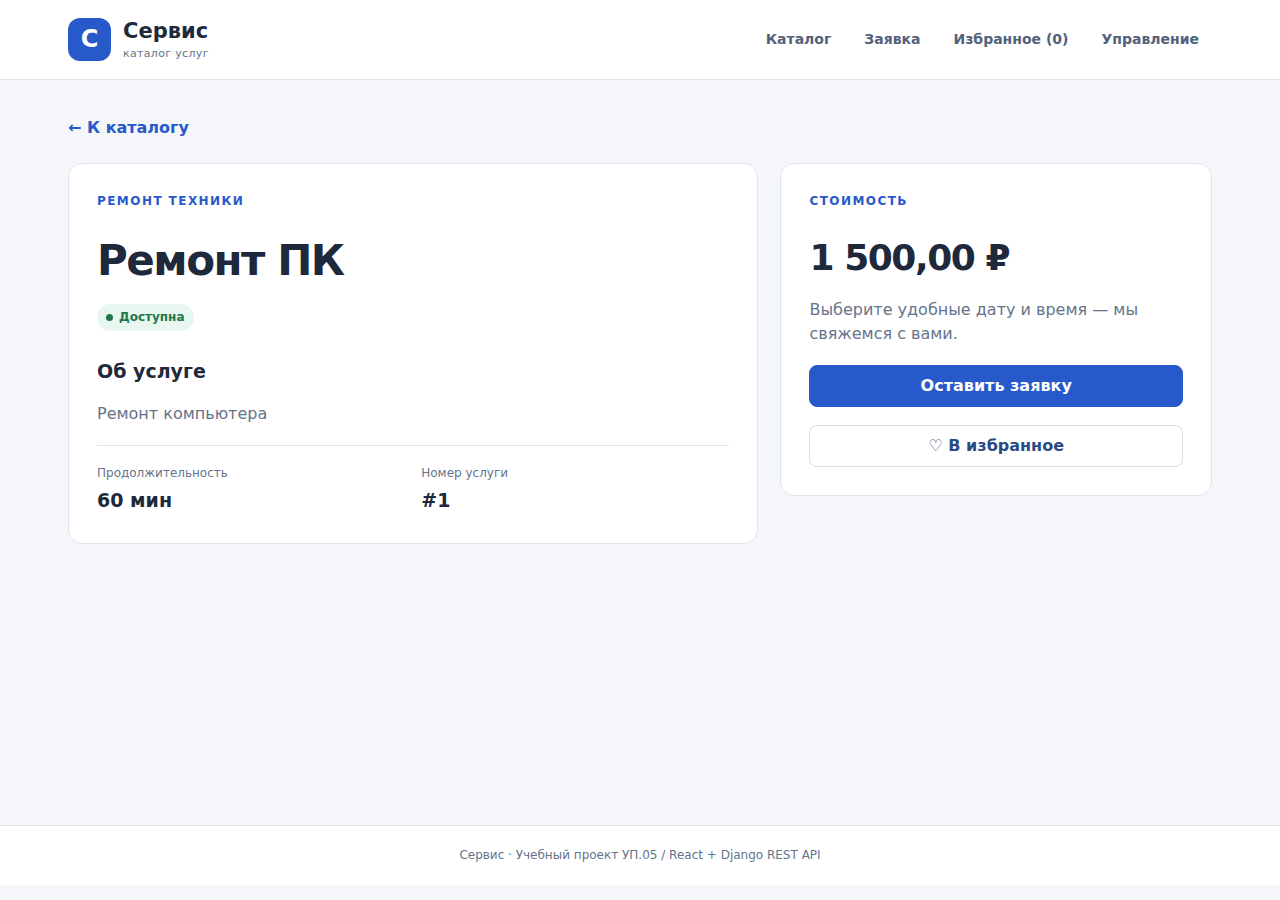 С
Сервис
каталог услуг
Каталог
Заявка
Избранное (0)
Управление
← К каталогу
РЕМОНТ ТЕХНИКИ
Ремонт ПК
Доступна
Об услуге
Ремонт компьютера
Продолжительность
60 мин
Номер услуги
#1
СТОИМОСТЬ
1 500,00 ₽
Выберите удобные дату и время — мы
свяжемся с вами.
Оставить заявку
♡ В избранное
Сервис · Учебный проект УП.05 / React + Django REST API